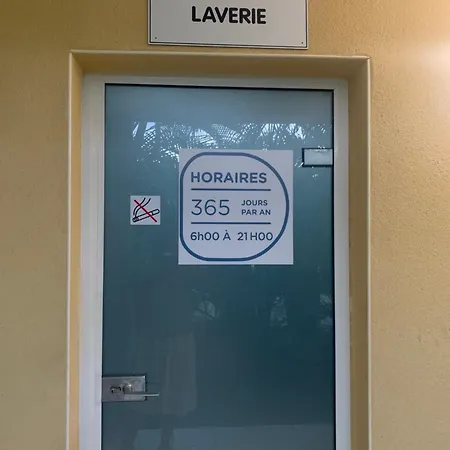 LAVERIE
HORAIRES
365 JOURS
PAR AN
6h00 À 21H00